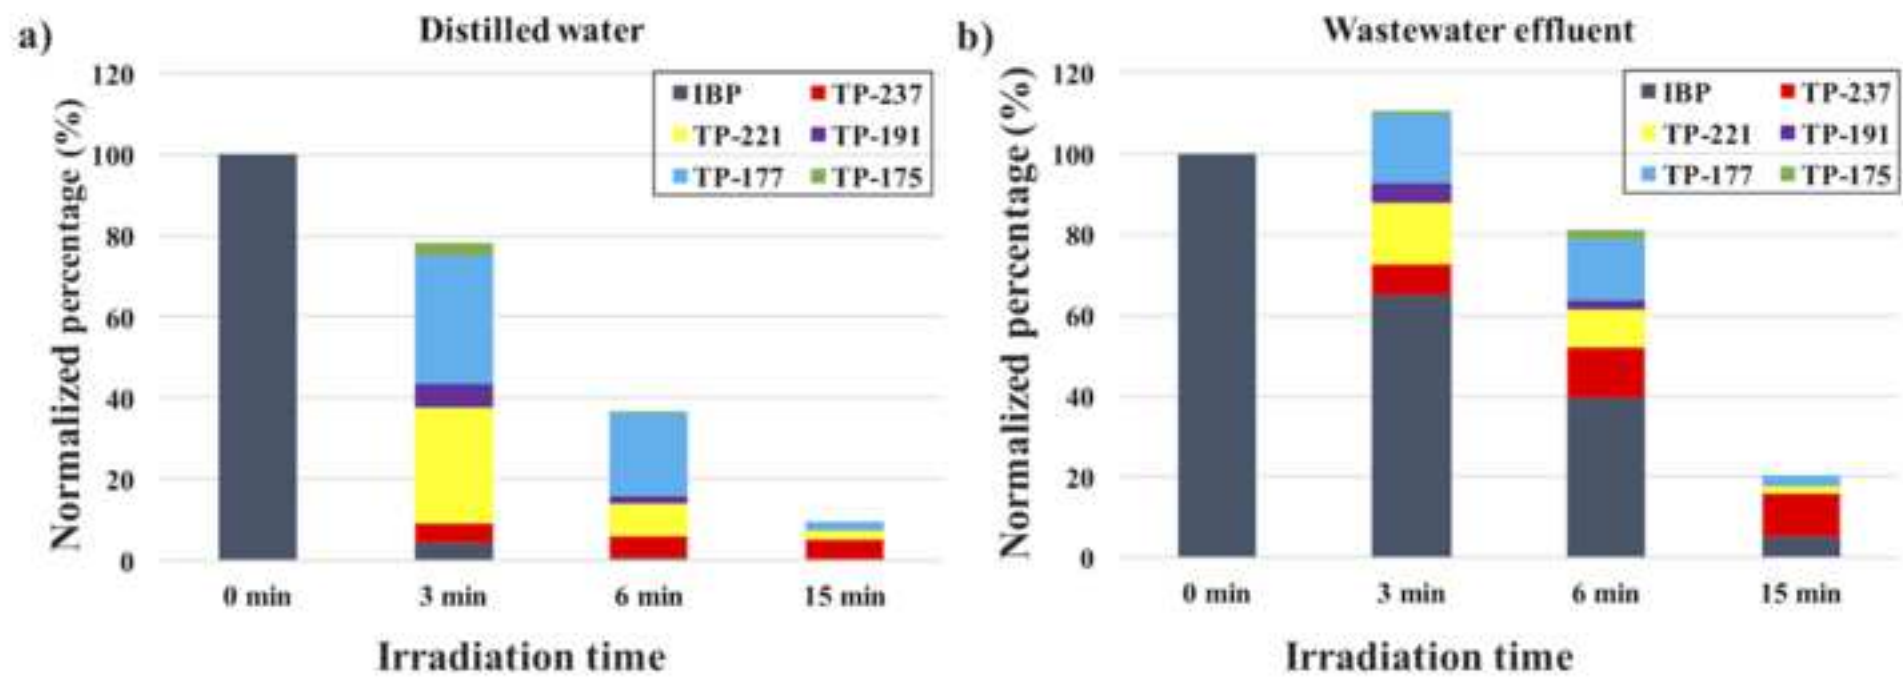 a)
Distilled water
Normalized percentage (%)
120
100
80
60
40
20
0
IBP TP-237
TP-221 TP-191
TP-177 TP-175
0 min 3 min 6 min 15 min
Irradiation time
b)
Wastewater effluent
Normalized percentage (%)
120
100
80
60
40
20
0
IBP TP-237
TP-221 TP-191
TP-177 TP-175
0 min 3 min 6 min 15 min
Irradiation time